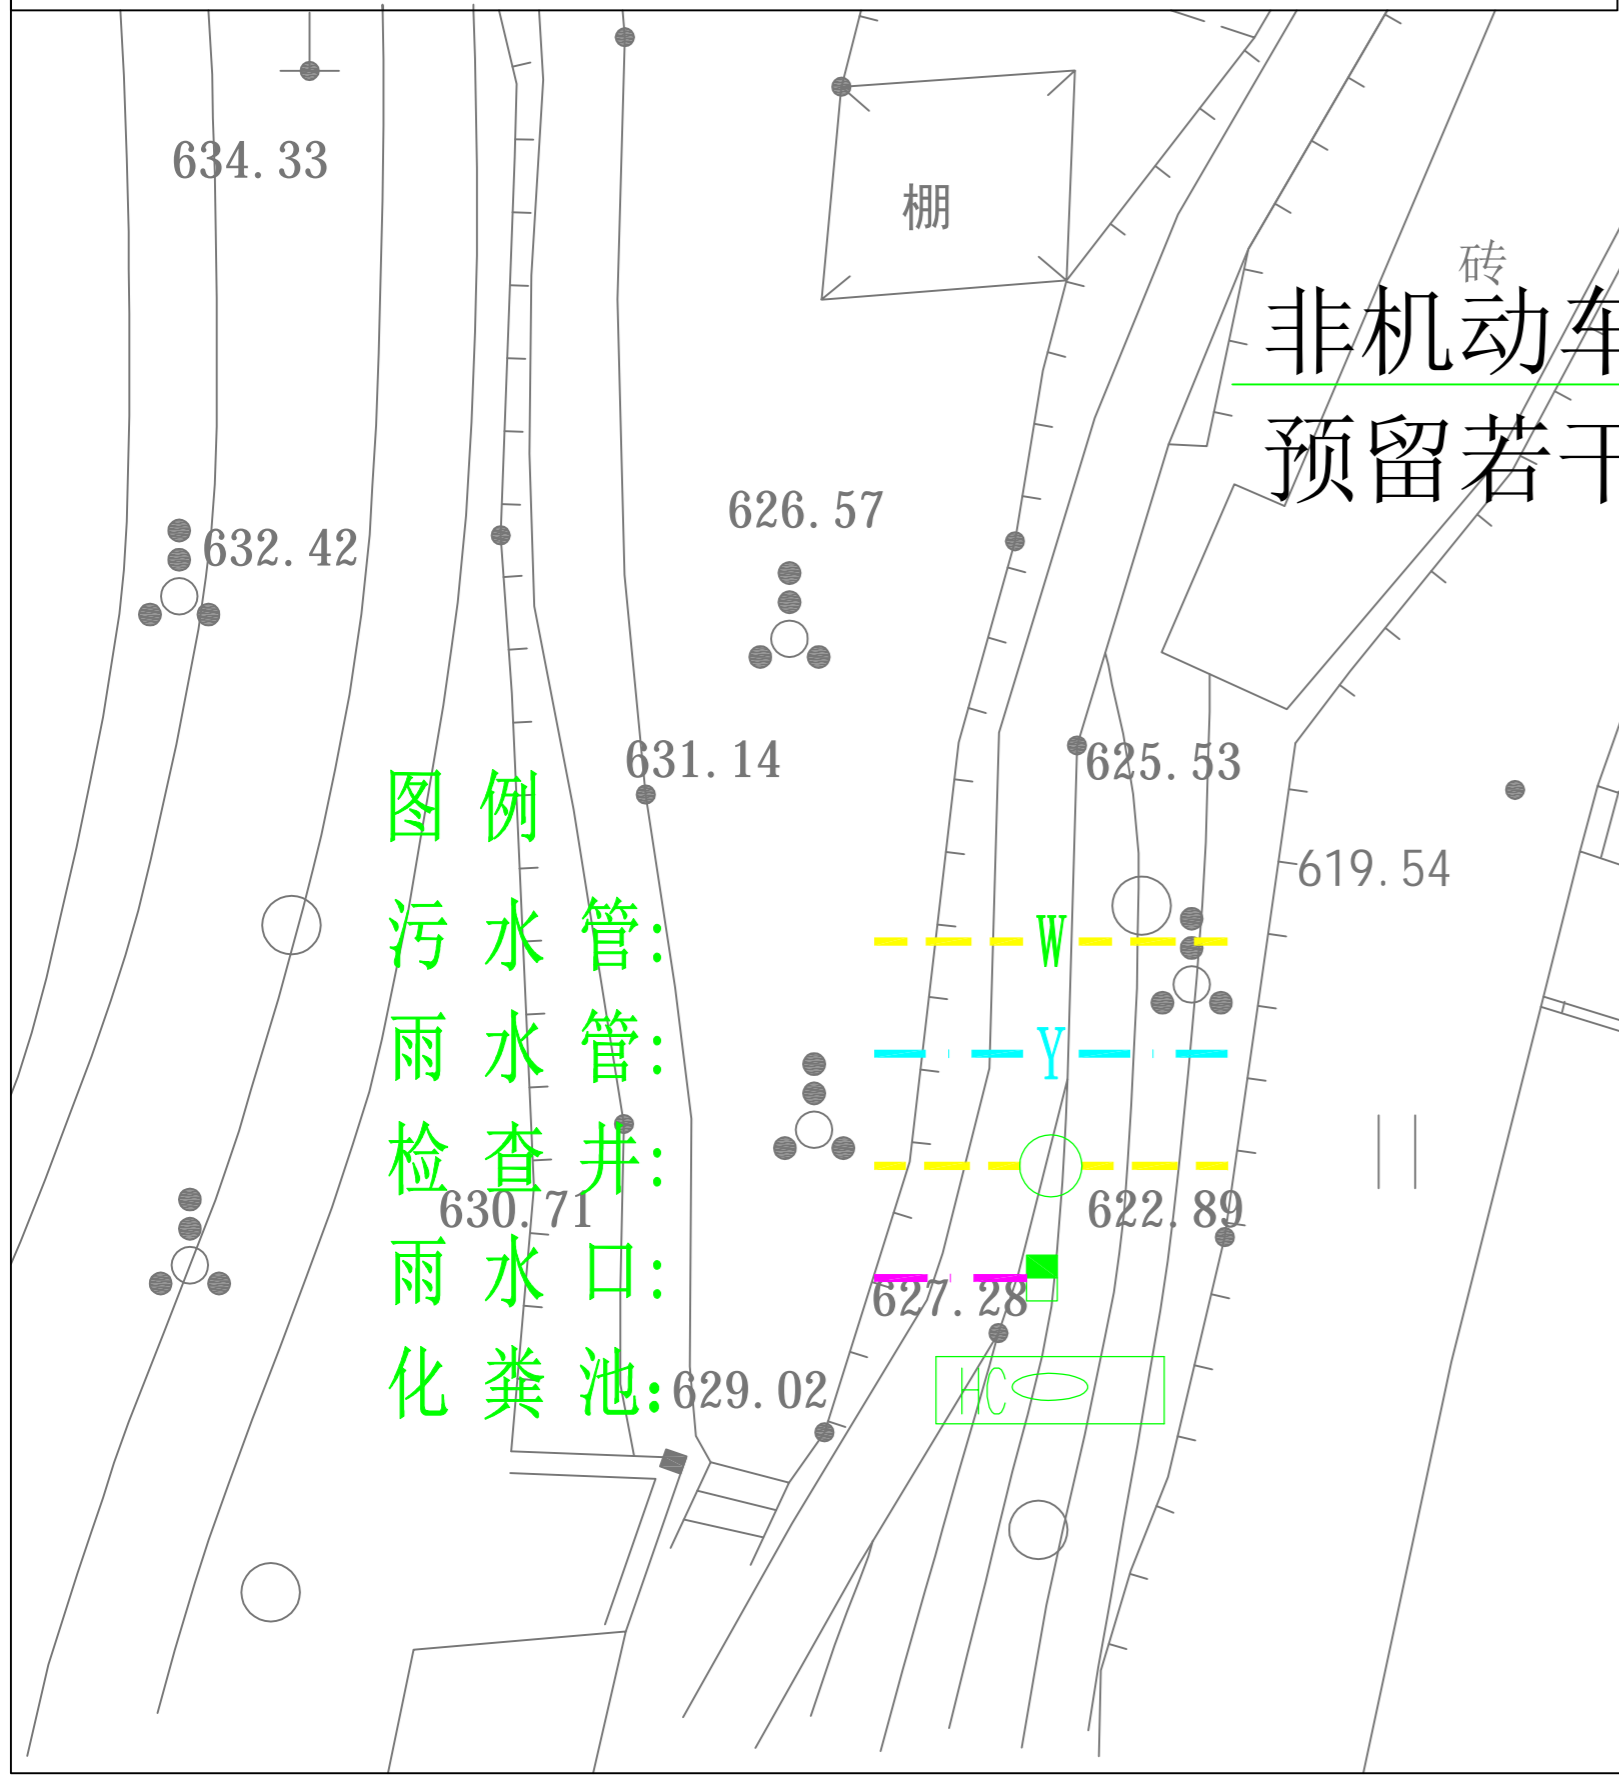 634.33
棚
砖
非机动车
预留若干
626.57
632.42
631.14
625.53
图 例
619.54
污 水 管: W
雨 水 管: Y
检 查 井:
630.71
622.89
雨 水 口:
627.28
化 粪 池: HC
629.02